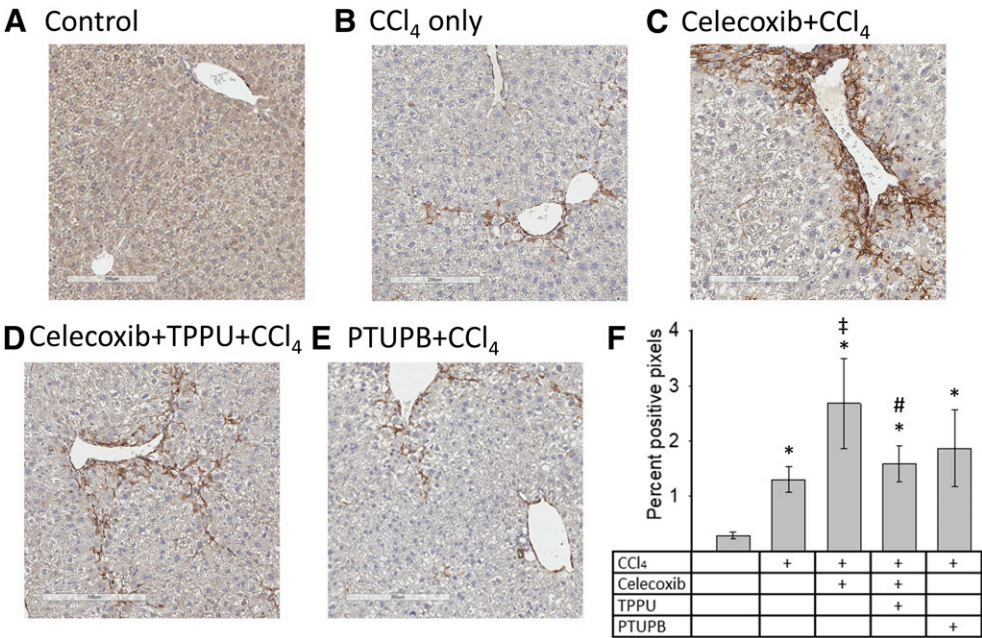 A Control
B CCl₄ only
C Celecoxib+CCl₄
D Celecoxib+TPPU+CCl₄
E PTUPB+CCl₄
F
Percent positive pixels
4
3
2
1
*
‡
*
#
*
*
CCl₄ + + + +
Celecoxib + +
TPPU +
PTUPB +